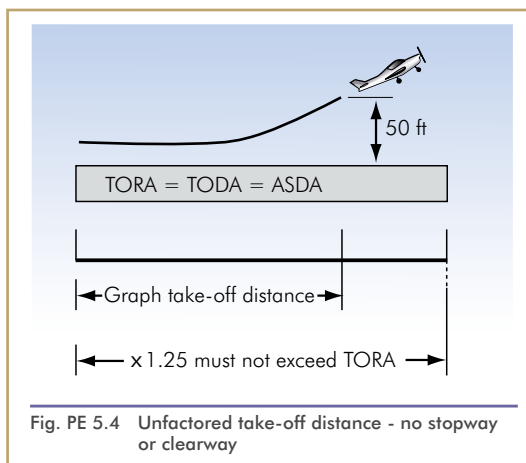 50 ft
TORA = TODA = ASDA
Graph take-off distance
x 1.25 must not exceed TORA
Fig. PE 5.4 Unfactored take-off distance - no stopway
or clearway